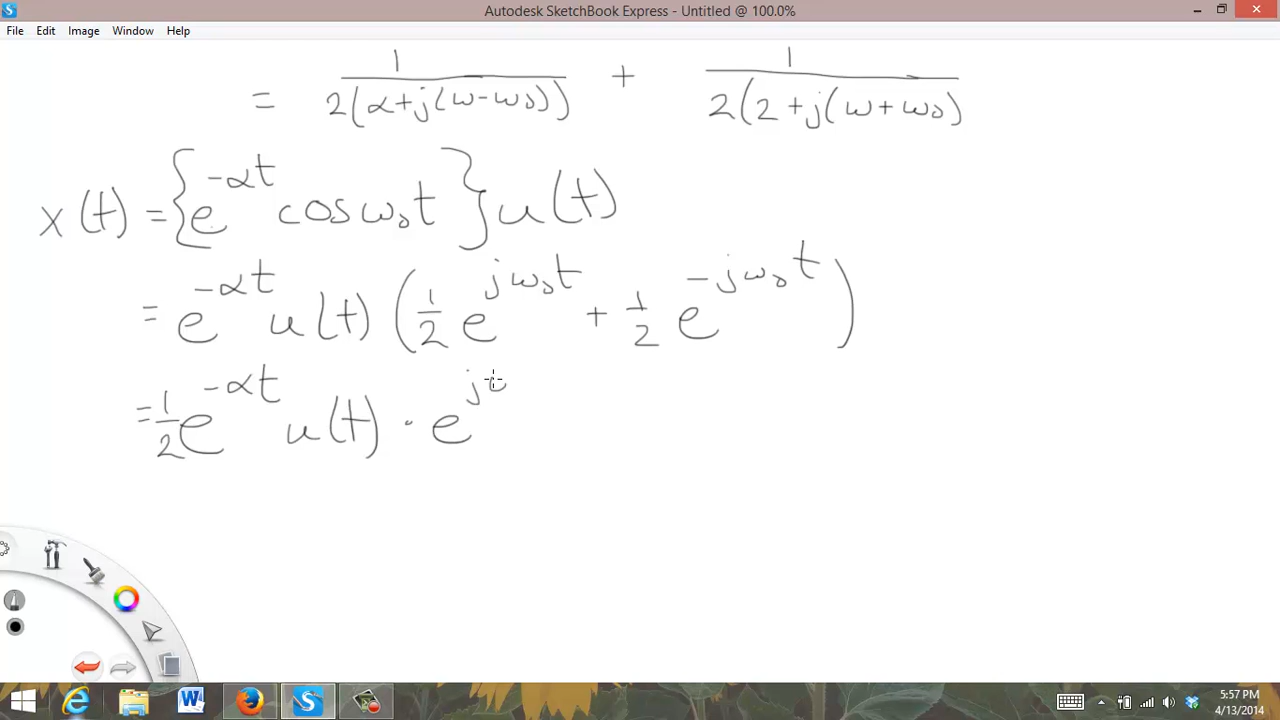 Autodesk SketchBook Express - Untitled @ 100.0%
File Edit Image Window Help
= 1 / 2(α+j(ω-ω₀)) + 1 / 2(2+j(ω+ω₀)
x(t) = {e^{-αt} cos ω₀t} u(t)
= e^{-αt} u(t) (1/2 e^{jω₀t} + 1/2 e^{-jω₀t})
= 1/2 e^{-αt} u(t) · e^{j
5:57 PM
4/13/2014